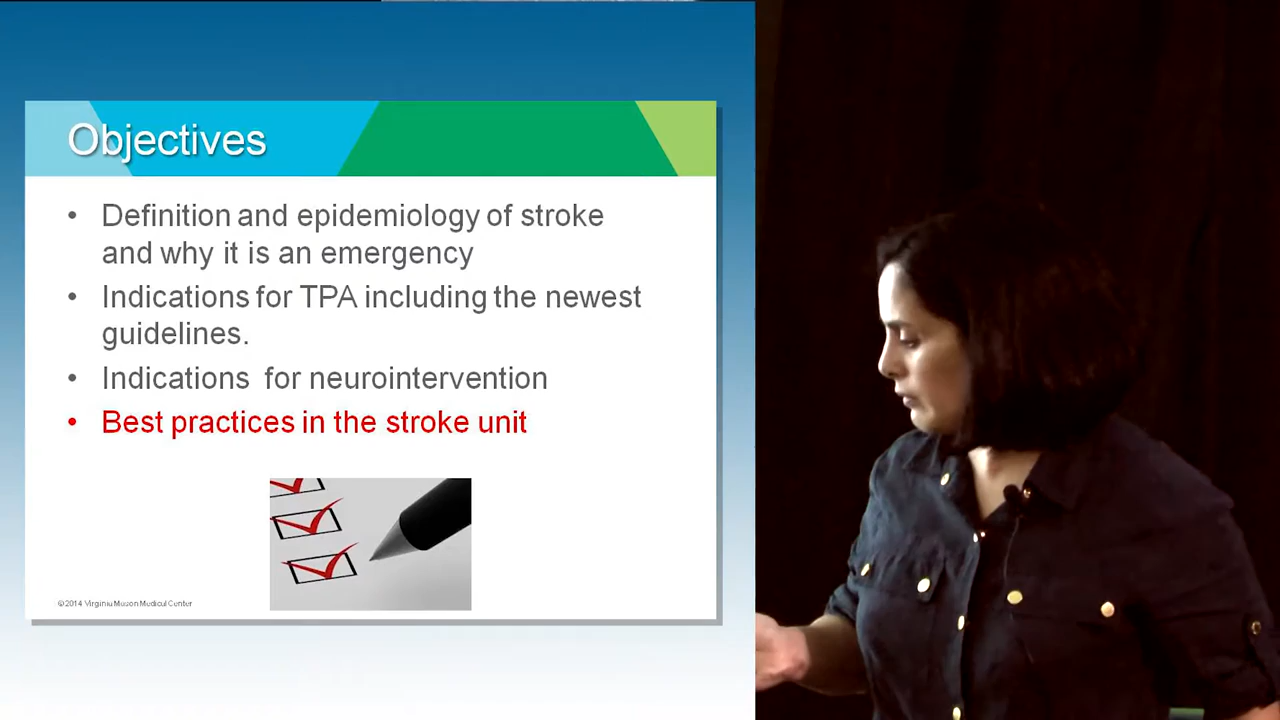 Objectives
• Definition and epidemiology of stroke
and why it is an emergency
• Indications for TPA including the newest
guidelines.
• Indications for neurointervention
• Best practices in the stroke unit
© 2014 Virginia Mason Medical Center